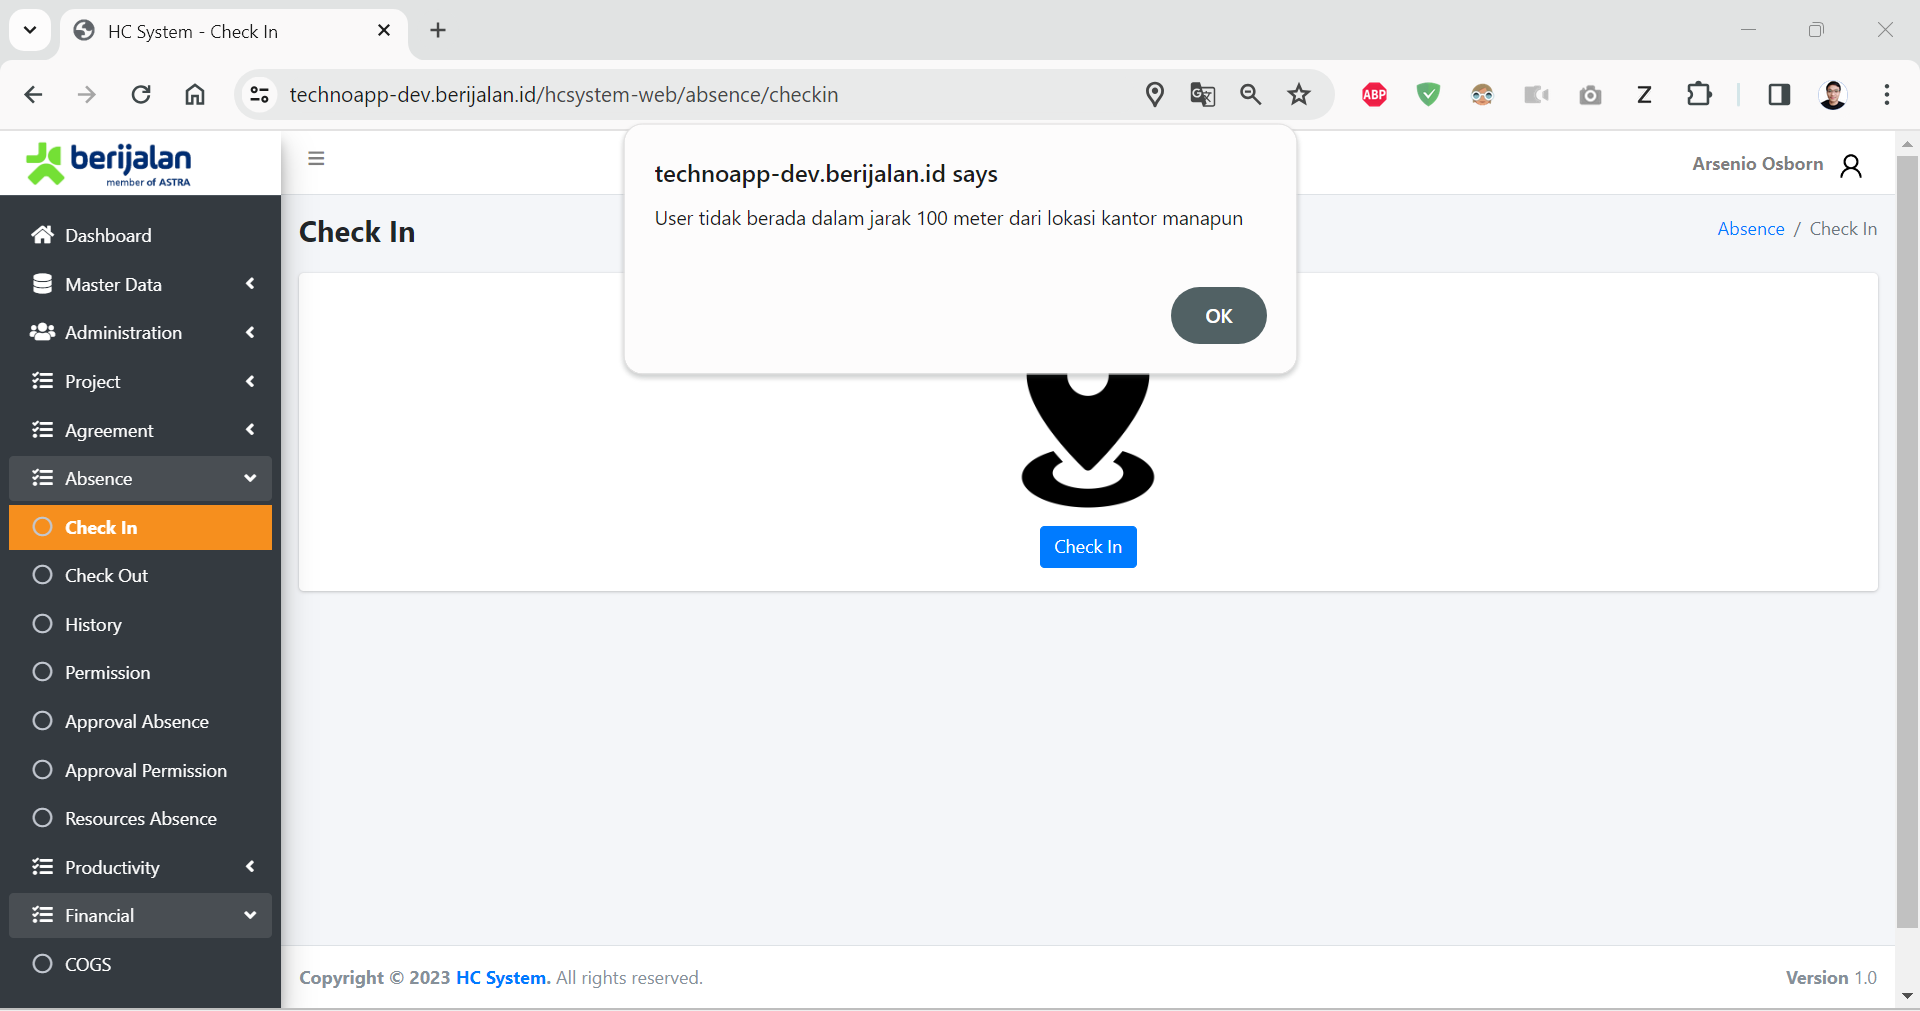 HC System - Check In
technoapp-dev.berijalan.id/hcsystem-web/absence/checkin
ABP
Z
berijalan
member of ASTRA
Arsenio Osborn
technoapp-dev.berijalan.id says
User tidak berada dalam jarak 100 meter dari lokasi kantor manapun
OK
Check In
Absence / Check In
Dashboard
Master Data
Administration
Project
Agreement
Absence
Check In
Check Out
History
Permission
Approval Absence
Approval Permission
Resources Absence
Productivity
Financial
COGS
Check In
Copyright © 2023 HC System. All rights reserved.
Version 1.0